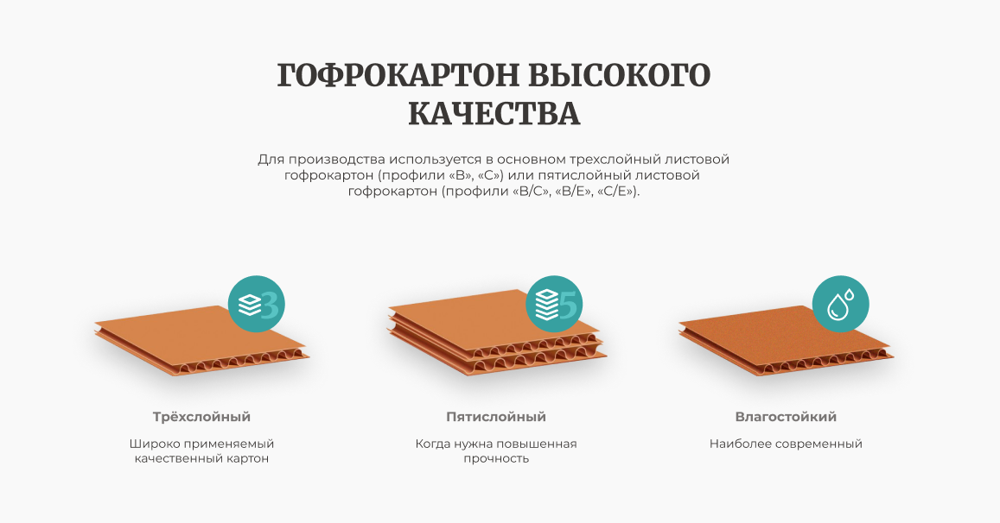 ГОФРОКАРТОН ВЫСОКОГО
КАЧЕСТВА
Для производства используется в основном трехслойный листовой
гофрокартон (профили «В», «С») или пятислойный листовой
гофрокартон (профили «В/С», «В/Е», «С/Е»).
3
5
Трёхслойный
Широко применяемый
качественный картон
Пятислойный
Когда нужна повышенная
прочность
Влагостойкий
Наиболее современный